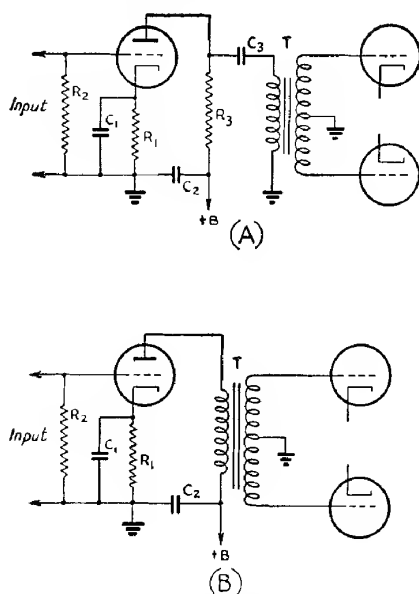 C3
T
R2
Input
C1
R1
R3
C2
+B
(A)
T
R2
Input
C1
R1
C2
+B
(B)